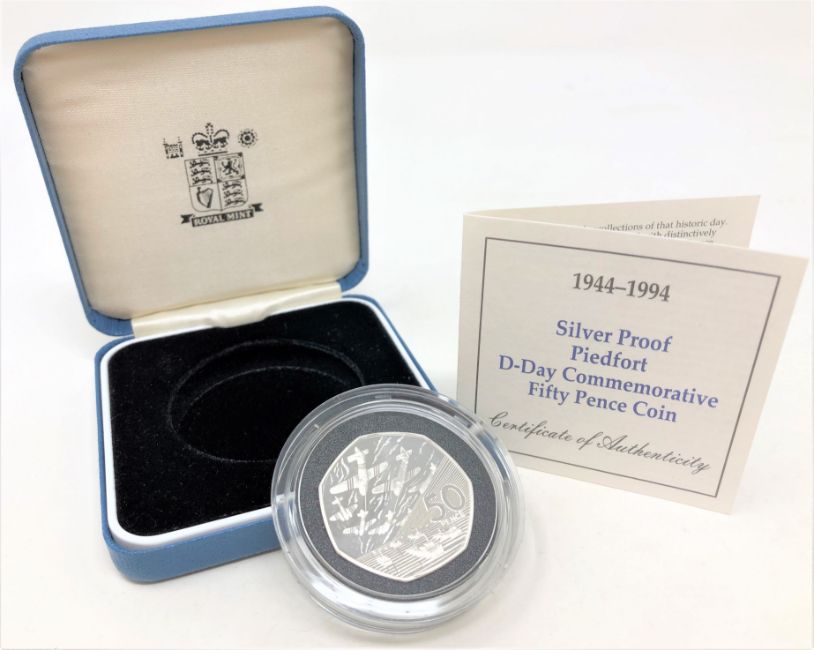 ROYAL MINT
collections of that historic day.
with distinctively
1944–1994
Silver Proof
Piedfort
D-Day Commemorative
Fifty Pence Coin
Certificate of Authenticity
50